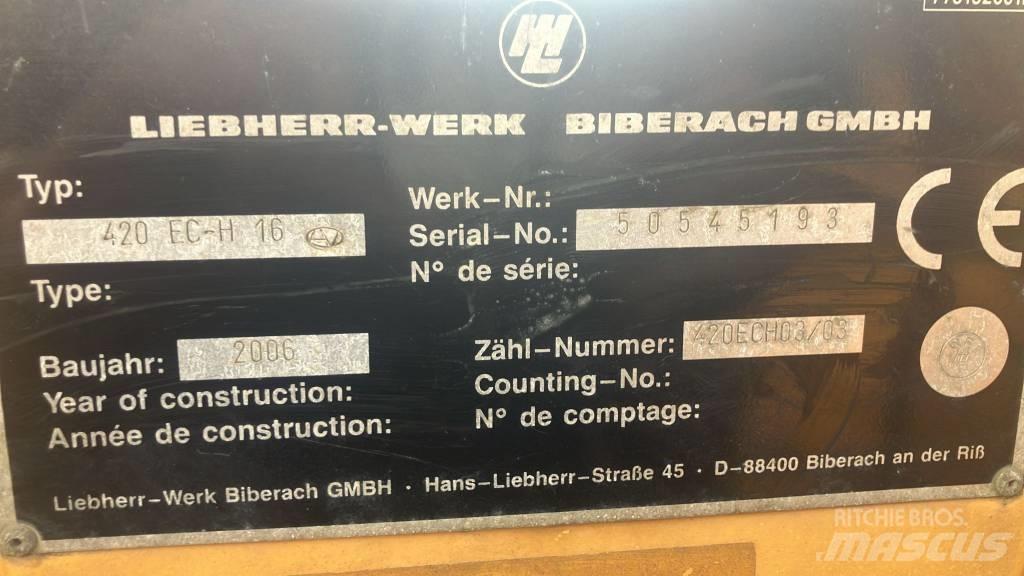 LIEBHERR-WERK BIBERACH GMBH
Typ:
420 EC-H 16
Type:
Werk-Nr.:
Serial-No.: 50545193
N° de série:
CE
Baujahr: 2006
Year of construction:
Année de construction:
Zähl-Nummer: 420ECH03/03
Counting-No.:
N° de comptage:
Liebherr-Werk Biberach GMBH · Hans-Liebherr-Straße 45 · D-88400 Biberach an der Riß
RITCHIE BROS.
MASCUS